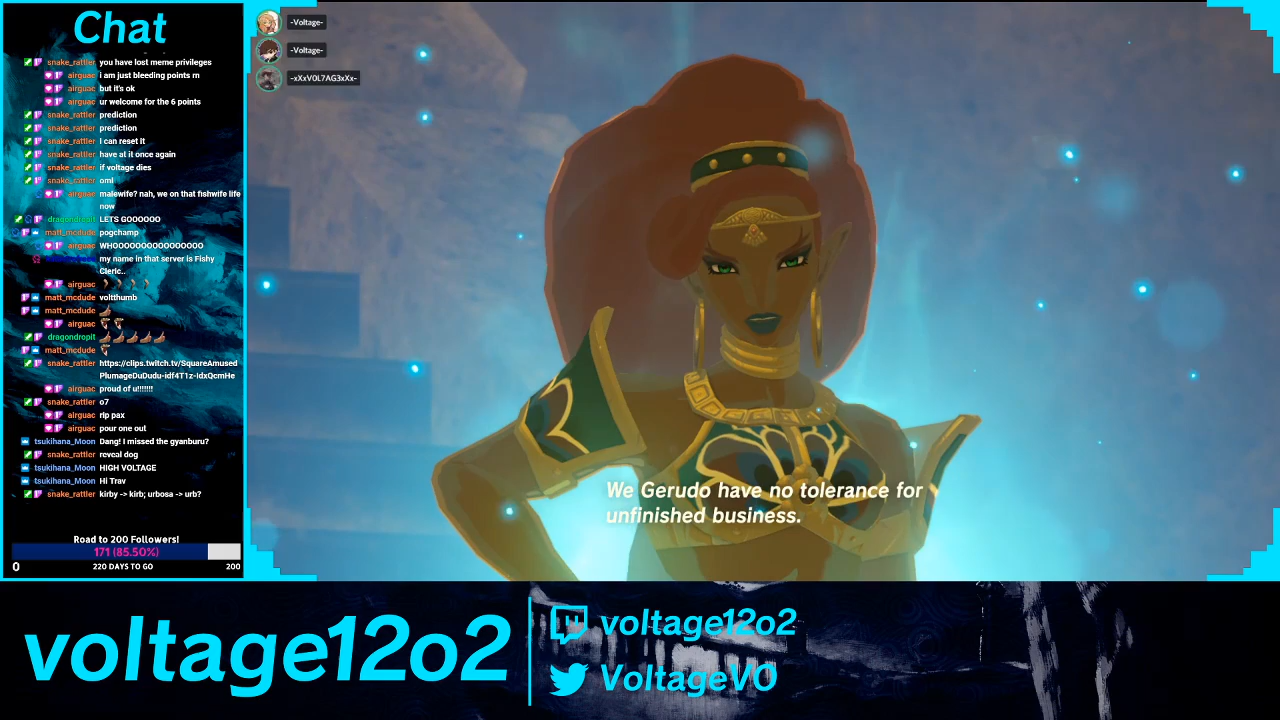 Chat
snake_rattler you have lost meme privileges
airguac i am just bleeding points rn
airguac but it's ok
airguac ur welcome for the 6 points
snake_rattler prediction
snake_rattler prediction
snake_rattler I can reset it
snake_rattler have at it once again
snake_rattler if voltage dies
snake_rattler omi
airguac malewife? nah, we on that fishwife life
now
dragondropit LETS GOOOOOO
matt_mcdude pogchamp
airguac WHOOOOOOOOOOOOOOO
my name in that server is Fishy
Cleric..
airguac
matt_mcdude voltthumb
matt_mcdude
airguac
dragondropit
matt_mcdude
snake_rattler https://clips.twitch.tv/SquareAmused
PlumageDuDudu-idf4T1z-IdxQcmHe
airguac proud of u!!!!!!!
snake_rattler o7
airguac rip pax
airguac pour one out
tsukihana_Moon Dang! I missed the gyanburu?
snake_rattler reveal dog
tsukihana_Moon HIGH VOLTAGE
tsukihana_Moon Hi Trav
snake_rattler kirby -> kirb; urbosa -> urb?
Road to 200 Followers!
171 (85.50%)
0 220 DAYS TO GO 200
-Voltage-
-Voltage-
-xXxV0L7AG3xXx-
We Gerudo have no tolerance for
unfinished business.
voltage12o2
voltage12o2
VoltageVO